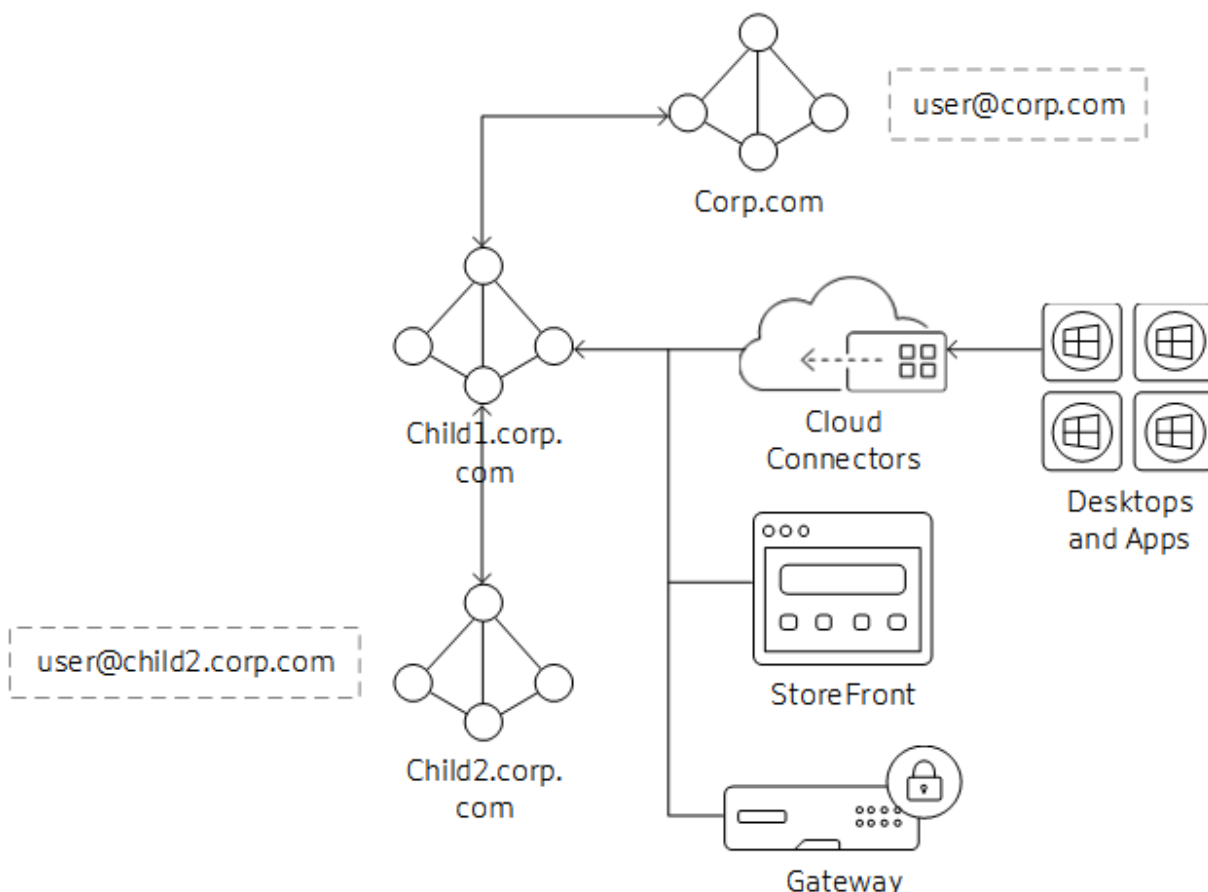 user@corp.com
Corp.com
Child1.corp.
com
Cloud
Connectors
Desktops
and Apps
StoreFront
user@child2.corp.com
Child2.corp.
com
Gateway